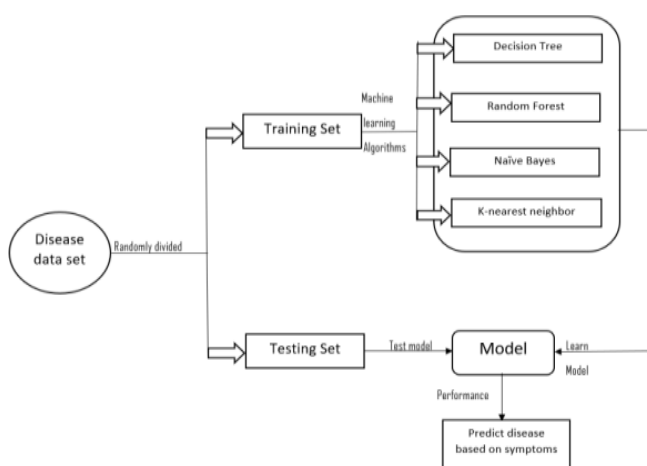 Decision Tree
Machine
Random Forest
Training Set
learning
Algorithms
Naïve Bayes
K-nearest neighbor
Disease
data set
Randomly divided
Testing Set
Test model
Model
Learn
Model
Performance
Predict disease
based on symptoms